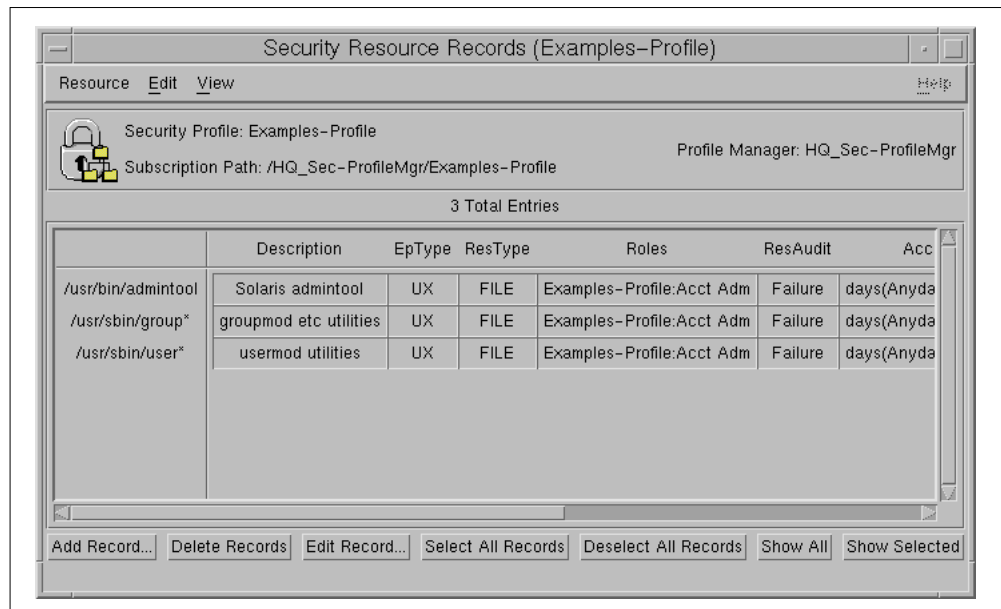 Security Resource Records (Examples-Profile)
Resource Edit View Help
Security Profile: Examples-Profile
Subscription Path: /HQ_Sec-ProfileMgr/Examples-Profile
Profile Manager: HQ_Sec-ProfileMgr
3 Total Entries
Description EpType ResType Roles ResAudit Acc
/usr/bin/admintool Solaris admintool UX FILE Examples-Profile:Acct Adm Failure days(Anyda
/usr/sbin/group* groupmod etc utilities UX FILE Examples-Profile:Acct Adm Failure days(Anyda
/usr/sbin/user* usermod utilities UX FILE Examples-Profile:Acct Adm Failure days(Anyda
Add Record... Delete Records Edit Record... Select All Records Deselect All Records Show All Show Selected